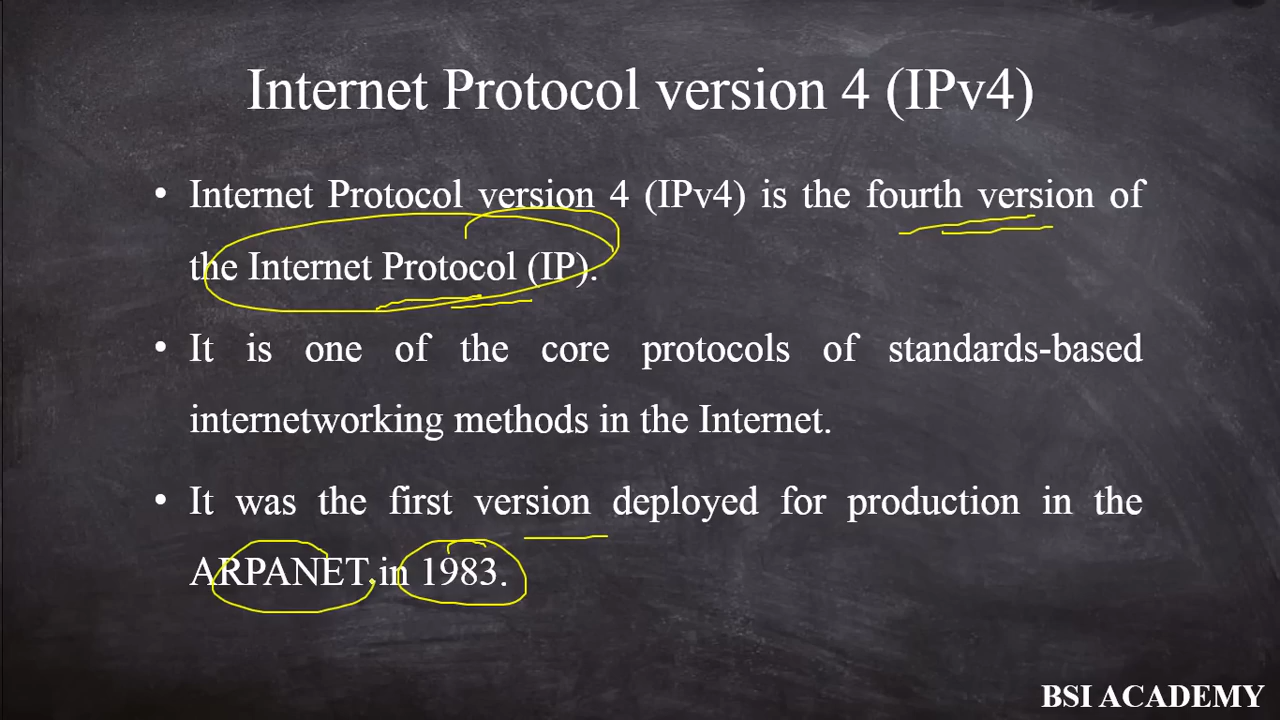 Internet Protocol version 4 (IPv4)
• Internet Protocol version 4 (IPv4) is the fourth version of
the Internet Protocol (IP).
• It is one of the core protocols of standards-based
internetworking methods in the Internet.
• It was the first version deployed for production in the
ARPANET in 1983.
BSI ACADEMY